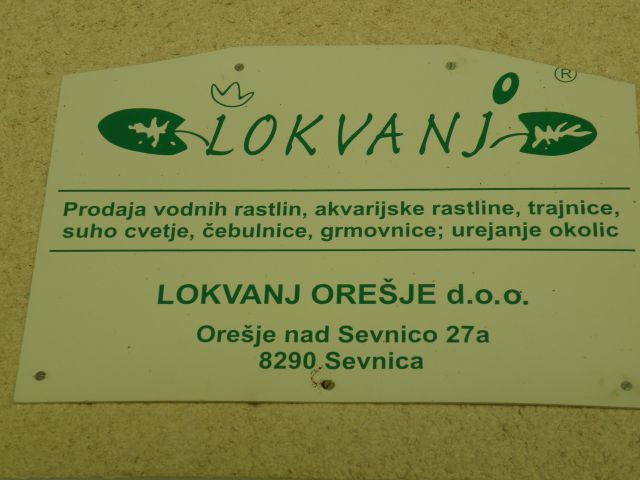 LOKVANJ ®
Prodaja vodnih rastlin, akvarijske rastline, trajnice,
suho cvetje, čebulnice, grmovnice; urejanje okolic
LOKVANJ OREŠJE d.o.o.
Orešje nad Sevnico 27a
8290 Sevnica